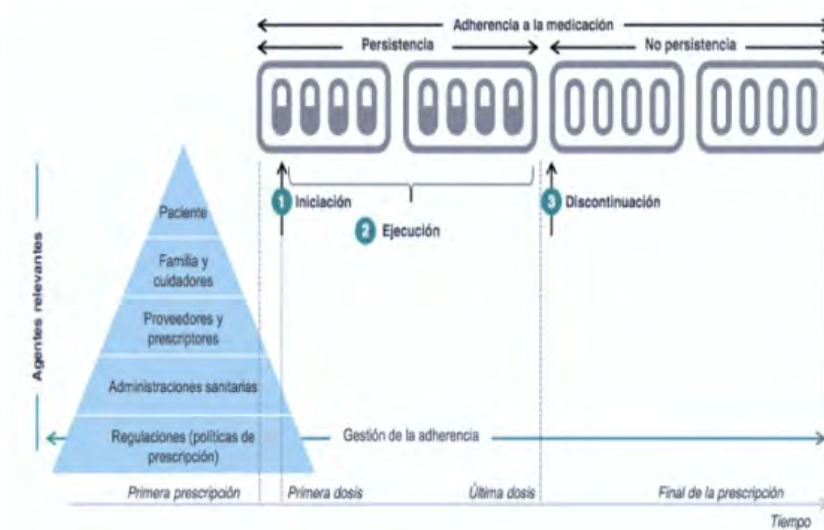 Adherencia a la medicación
Persistencia
No persistencia
1 Iniciación
2 Ejecución
3 Discontinuación
Agentes relevantes
Paciente
Familia y
cuidadores
Proveedores y
prescriptores
Administraciones sanitarias
Regulaciones (políticas de
prescripción)
Gestión de la adherencia
Primera prescripción
Primera dosis
Última dosis
Final de la prescripción
Tiempo